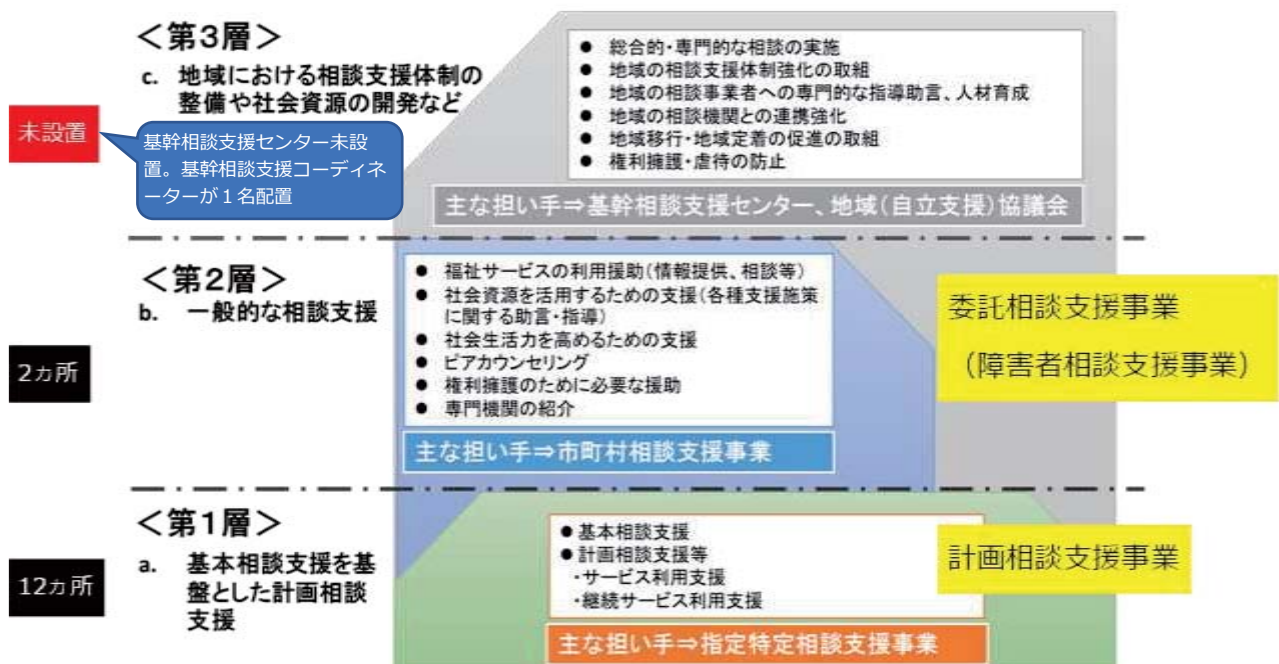 ＜第３層＞
c. 地域における相談支援体制の
整備や社会資源の開発など
未設置
基幹相談支援センター未設
置。基幹相談支援コーディネ
ーターが１名配置
● 総合的・専門的な相談の実施
● 地域の相談支援体制強化の取組
● 地域の相談事業者への専門的な指導助言、人材育成
● 地域の相談機関との連携強化
● 地域移行・地域定着の促進の取組
● 権利擁護・虐待の防止
主な担い手⇒基幹相談支援センター、地域（自立支援）協議会
＜第２層＞
b. 一般的な相談支援
2ヵ所
● 福祉サービスの利用援助（情報提供、相談等）
● 社会資源を活用するための支援（各種支援施策
に関する助言・指導）
● 社会生活力を高めるための支援
● ピアカウンセリング
● 権利擁護のために必要な援助
● 専門機関の紹介
主な担い手⇒市町村相談支援事業
委託相談支援事業
（障害者相談支援事業）
＜第１層＞
a. 基本相談支援を基
盤とした計画相談
支援
12ヵ所
● 基本相談支援
● 計画相談支援等
・サービス利用支援
・継続サービス利用支援
主な担い手⇒指定特定相談支援事業
計画相談支援事業